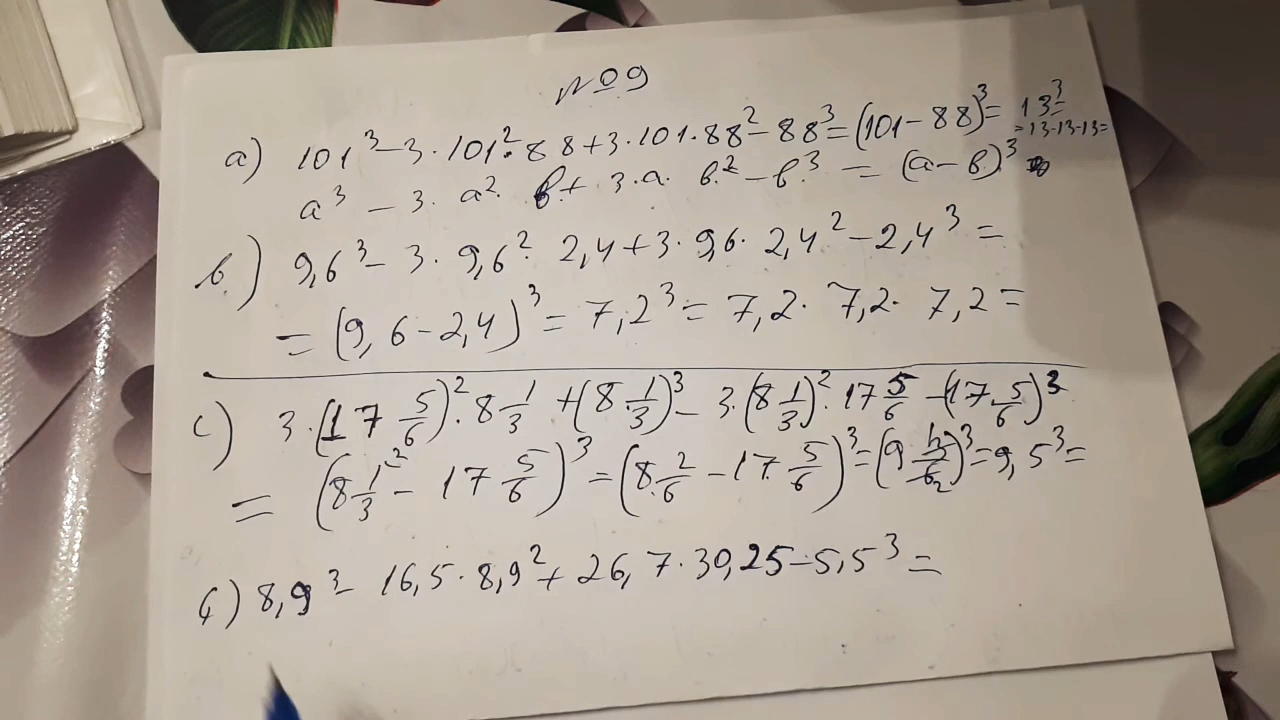 №9
а) 101³ - 3 · 101² · 88 + 3 · 101 · 88² - 88³ = (101 - 88)³ = 13³ =
= 13 · 13 · 13 =
a³ - 3 · a² · b + 3 · a · b² - b³ = (a - b)³
b) 9,6³ - 3 · 9,6² · 2,4 + 3 · 9,6 · 2,4² - 2,4³ =
= (9,6 - 2,4)³ = 7,2³ = 7,2 · 7,2 · 7,2 =
c) 3 · (17 5/6)² · 8 1/3 + (8 1/3)³ - 3 · (8 1/3)² · 17 5/6 - (17 5/6)³
= (8 1/3 ² - 17 5/6)³ = (8 2/6 - 17 5/6)³ = (9 /2)³ = 9,5³ =
) 8,9³ - 16,5 · 8,9² + 26,7 · 30,25 - 5,5³ =